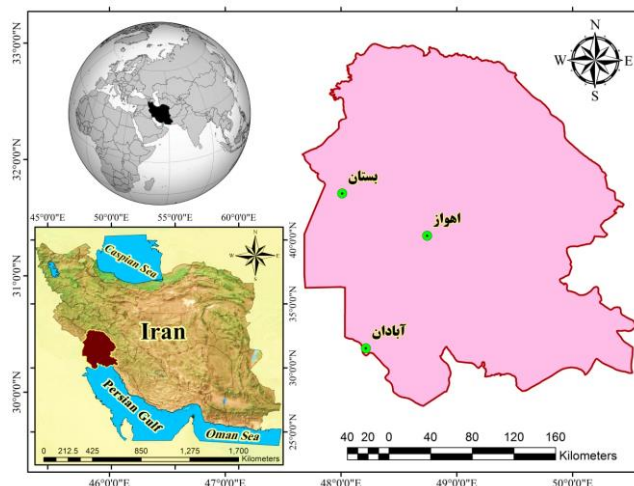 33°0'0"N
32°0'0"N
31°0'0"N
30°0'0"N
N
W E
S
بستان
اهواز
آبادان
45°0'0"E 50°0'0"E 55°0'0"E 60°0'0"E
40°0'0"N
35°0'0"N
30°0'0"N
25°0'0"N
N
W E
S
Caspian Sea
Iran
Persian Gulf
Oman Sea
0 212.5 425 850 1,275 1,700
Kilometers
40 20 0 40 80 120 160
Kilometers
46°0'0"E 47°0'0"E 48°0'0"E 49°0'0"E 50°0'0"E